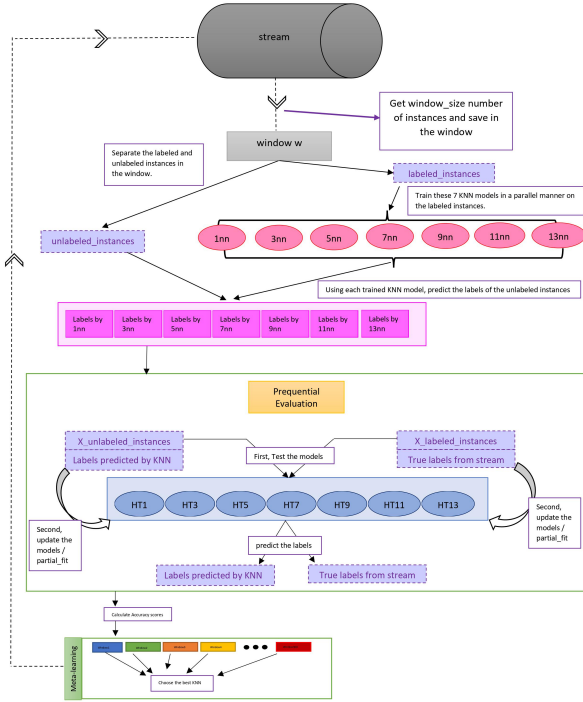 stream
Get window_size number
of instances and save in
the window
window w
Separate the labeled and
unlabeled instances in
the window.
labeled_instances
Train these 7 KNN models in a parallel manner on
the labeled instances.
unlabeled_instances
1nn
3nn
5nn
7nn
9nn
11nn
13nn
Using each trained KNN model, predict the labels of the unlabeled instances
Labels by
1nn
Labels by
3nn
Labels by
5nn
Labels by
7nn
Labels by
9nn
Labels by
11nn
Labels by
13nn
Prequential
Evaluation
X_unlabeled_instances
Labels predicted by KNN
First, Test the models
X_labeled_instances
True labels from stream
HT1
HT3
HT5
HT7
HT9
HT11
HT13
Second,
update the
models /
partial_fit
Second,
update the
models /
partial_fit
predict the labels
Labels predicted by KNN
True labels from stream
Calculate Accuracy scores
Meta-learning
Choose the best KNN